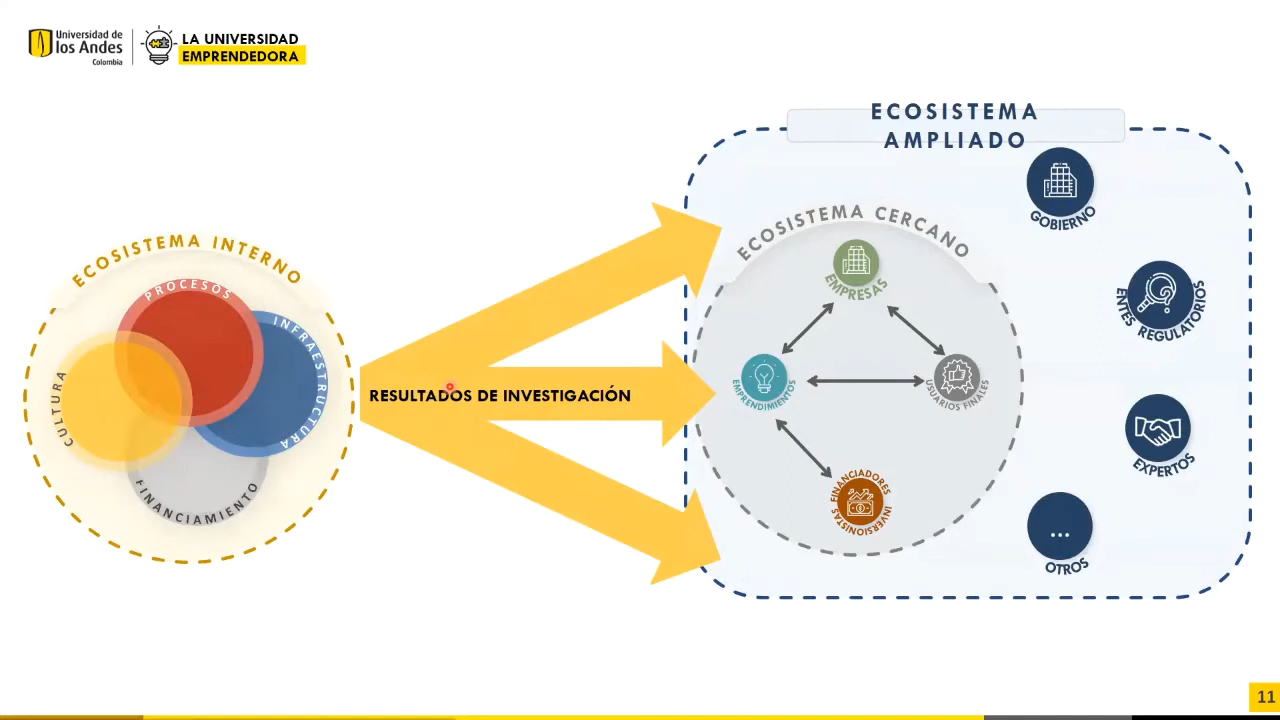 Universidad de
los Andes
Colombia
LA UNIVERSIDAD
EMPRENDEDORA
ECOSISTEMA INTERNO
PROCESOS
INFRAESTRUCTURA
CULTURA
FINANCIAMIENTO
RESULTADOS DE INVESTIGACIÓN
ECOSISTEMA
AMPLIADO
ECOSISTEMA CERCANO
EMPRESAS
EMPRENDIMIENTOS
USUARIOS FINALES
FINANCIADORES
INVERSIONISTAS
GOBIERNO
ENTES REGULATORIOS
EXPERTOS
...
OTROS
11